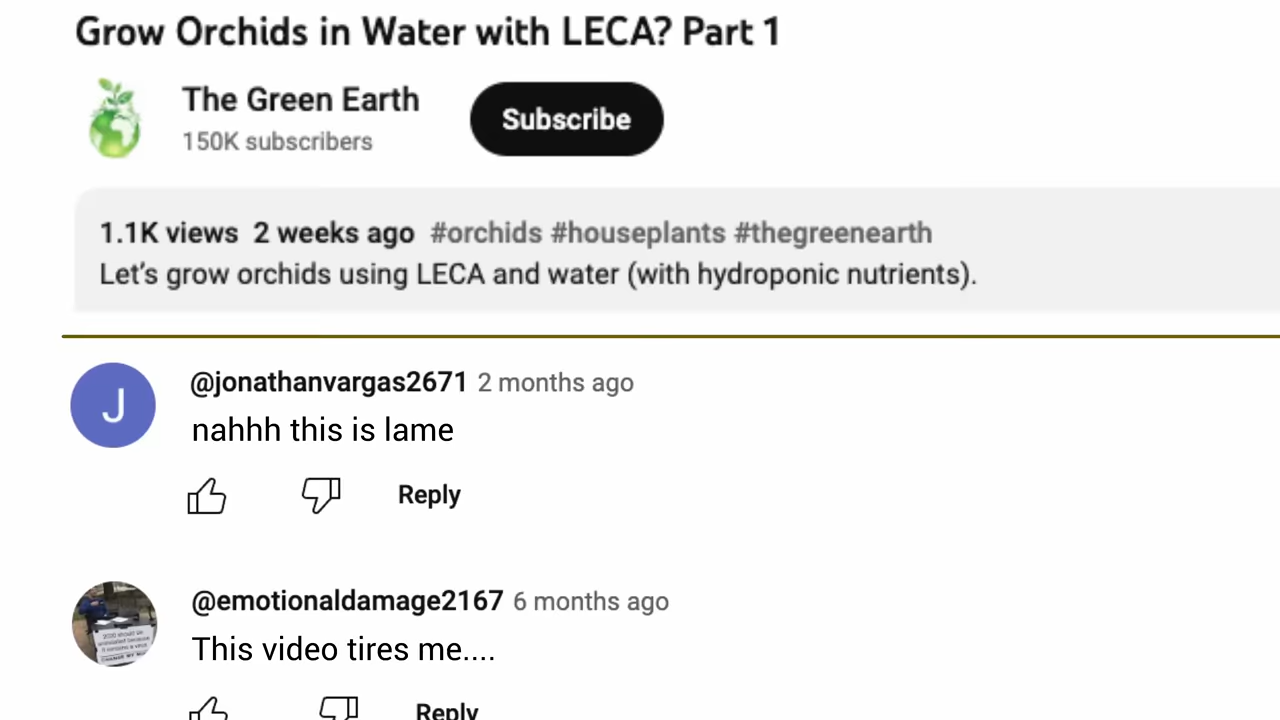 Grow Orchids in Water with LECA? Part 1
The Green Earth
Subscribe
150K subscribers
1.1K views 2 weeks ago #orchids #houseplants #thegreenearth
Let's grow orchids using LECA and water (with hydroponic nutrients).
J
@jonathanvargas2671 2 months ago
nahhh this is lame
Reply
@emotionaldamage2167 6 months ago
This video tires me....
Reply